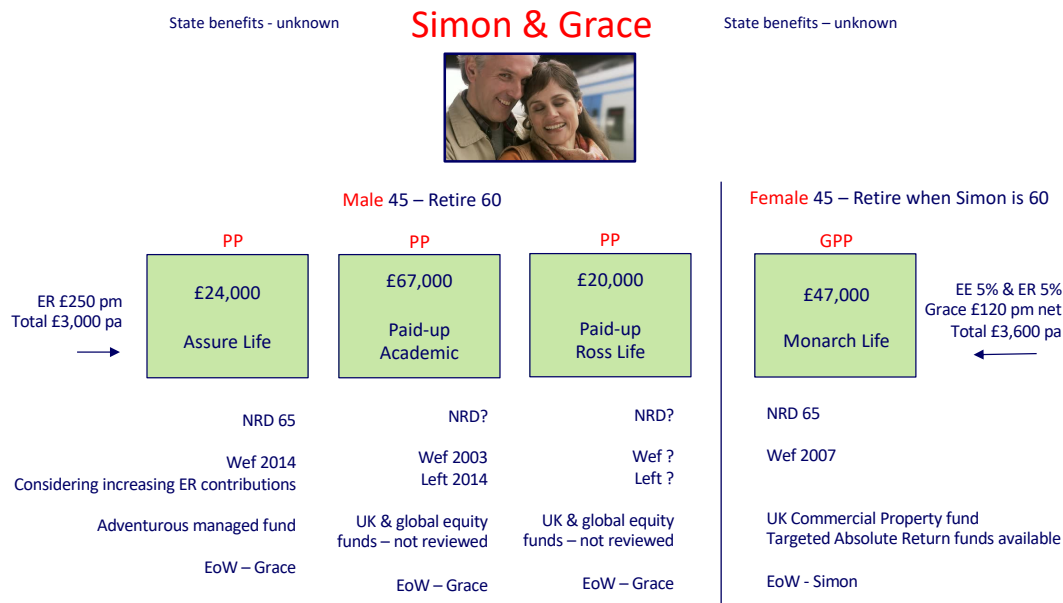 State benefits - unknown
Simon & Grace
State benefits – unknown
Male 45 – Retire 60
Female 45 – Retire when Simon is 60
PP
PP
PP
GPP
ER £250 pm
Total £3,000 pa
£24,000
Assure Life
£67,000
Paid-up
Academic
£20,000
Paid-up
Ross Life
£47,000
Monarch Life
EE 5% & ER 5%
Grace £120 pm net
Total £3,600 pa
NRD 65
Wef 2014
Considering increasing ER contributions
Adventurous managed fund
EoW – Grace
NRD?
Wef 2003
Left 2014
UK & global equity
funds – not reviewed
EoW – Grace
NRD?
Wef ?
Left ?
UK & global equity
funds – not reviewed
EoW – Grace
NRD 65
Wef 2007
UK Commercial Property fund
Targeted Absolute Return funds available
EoW - Simon